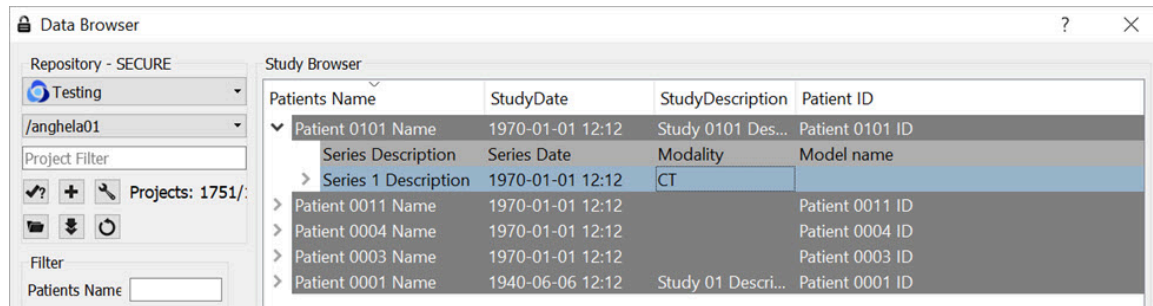 Data Browser ?
Repository - SECURE
Testing
/anghela01
Project Filter
Projects: 1751/
Filter
Patients Name
Study Browser
Patients Name StudyDate StudyDescription Patient ID
Patient 0101 Name 1970-01-01 12:12 Study 0101 Des... Patient 0101 ID
Series Description Series Date Modality Model name
Series 1 Description 1970-01-01 12:12 CT
Patient 0011 Name 1970-01-01 12:12 Patient 0011 ID
Patient 0004 Name 1970-01-01 12:12 Patient 0004 ID
Patient 0003 Name 1970-01-01 12:12 Patient 0003 ID
Patient 0001 Name 1940-06-06 12:12 Study 01 Descri... Patient 0001 ID